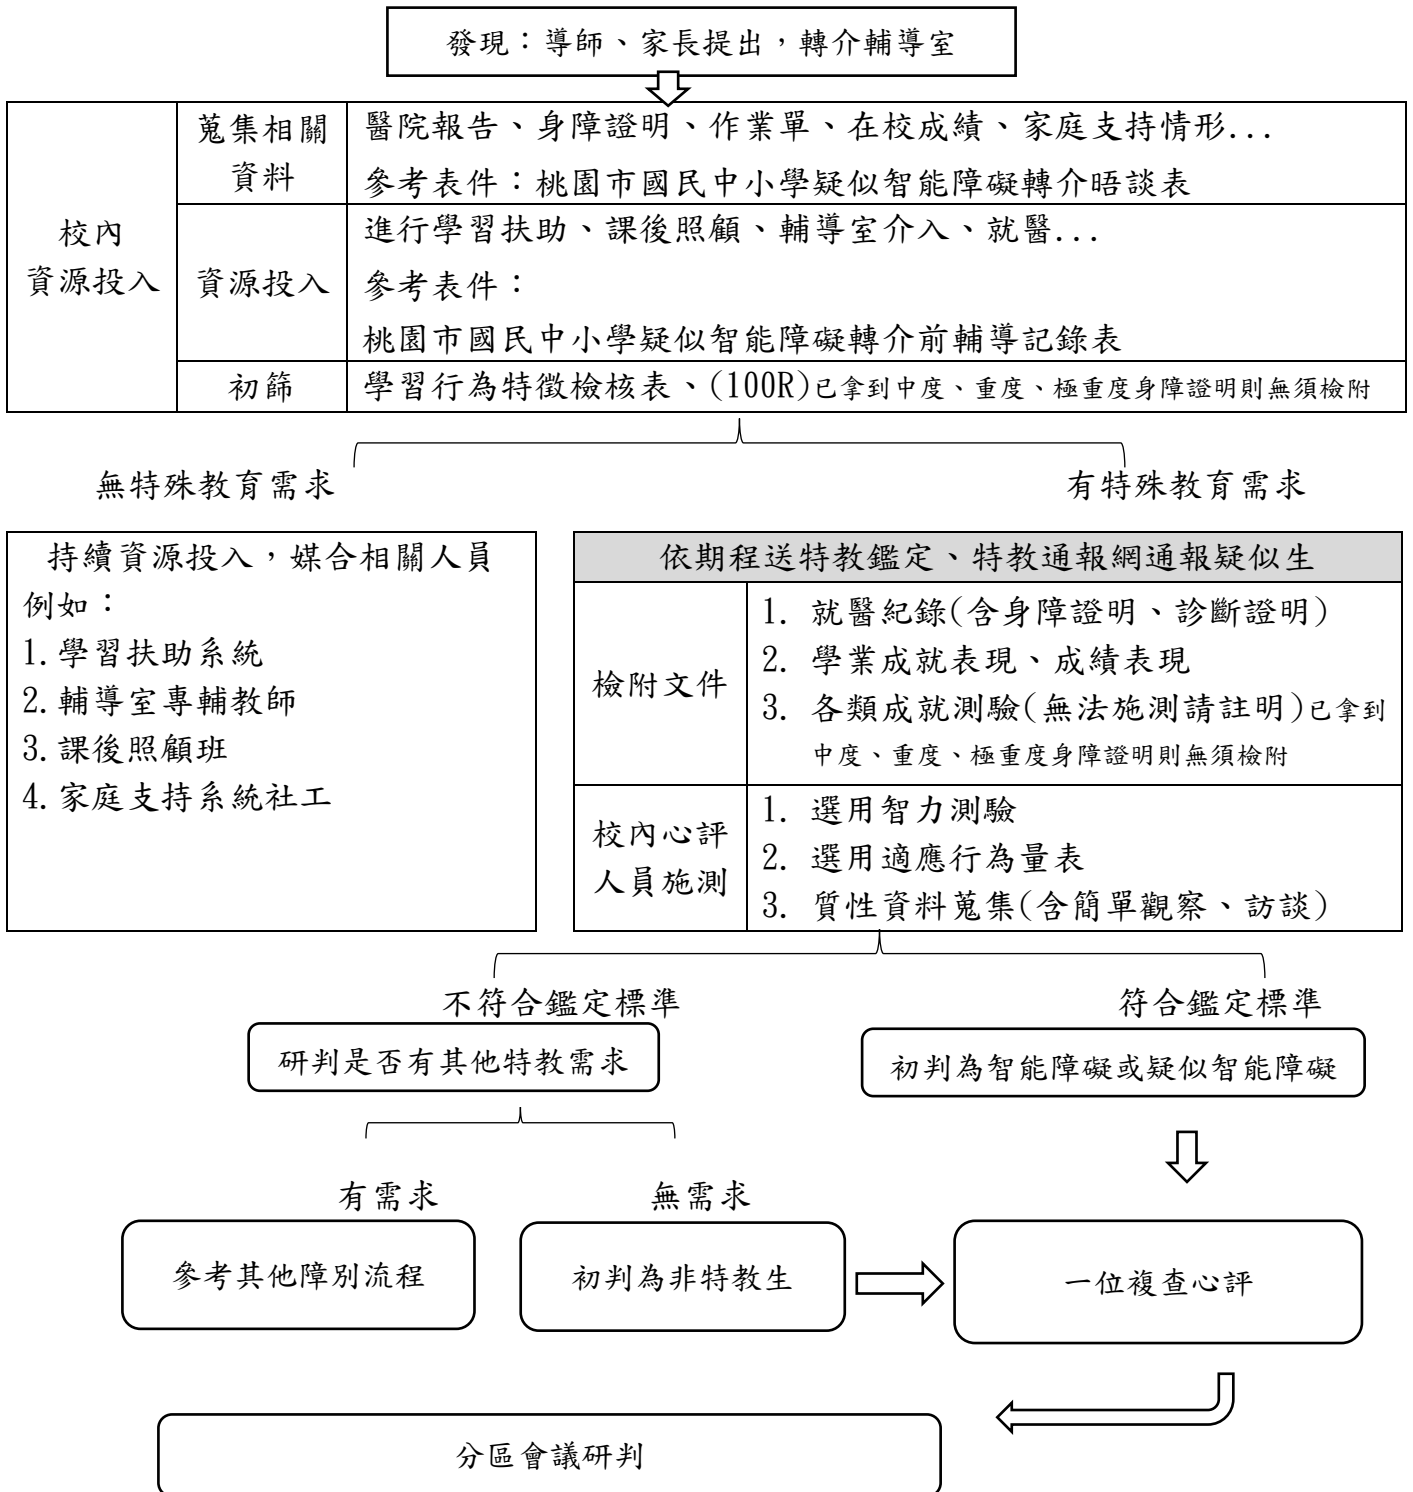 發現：導師、家長提出，轉介輔導室
校內
資源投入
蒐集相關
資料
醫院報告、身障證明、作業單、在校成績、家庭支持情形...
參考表件：桃園市國民中小學疑似智能障礙轉介晤談表
資源投入
進行學習扶助、課後照顧、輔導室介入、就醫...
參考表件：
桃園市國民中小學疑似智能障礙轉介前輔導記錄表
初篩
學習行為特徵檢核表、(100R)已拿到中度、重度、極重度身障證明則無須檢附
無特殊教育需求
有特殊教育需求
持續資源投入，媒合相關人員
例如：
1.學習扶助系統
2.輔導室專輔教師
3.課後照顧班
4.家庭支持系統社工
依期程送特教鑑定、特教通報網通報疑似生
檢附文件
1. 就醫紀錄(含身障證明、診斷證明)
2. 學業成就表現、成績表現
3. 各類成就測驗(無法施測請註明)已拿到
中度、重度、極重度身障證明則無須檢附
校內心評
人員施測
1. 選用智力測驗
2. 選用適應行為量表
3. 質性資料蒐集(含簡單觀察、訪談)
不符合鑑定標準
符合鑑定標準
研判是否有其他特教需求
初判為智能障礙或疑似智能障礙
有需求
無需求
參考其他障別流程
初判為非特教生
一位複查心評
分區會議研判